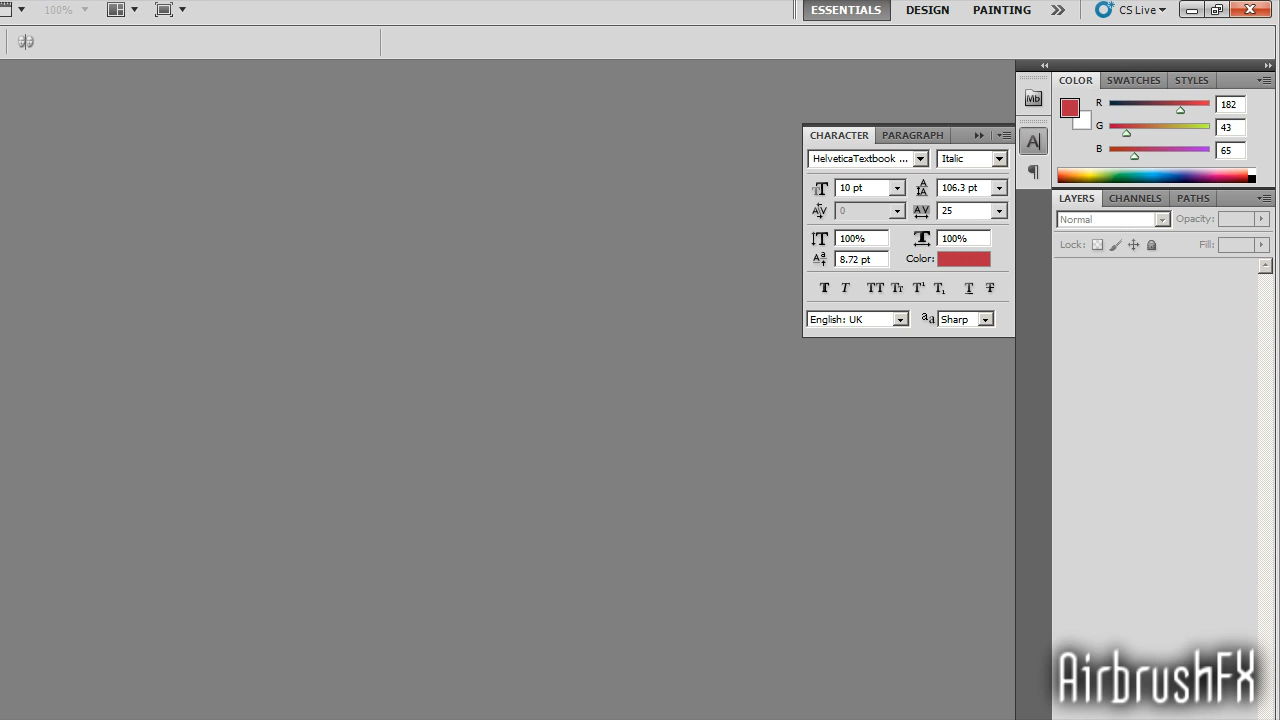 100% ESSENTIALS DESIGN PAINTING CS Live
COLOR SWATCHES STYLES
R 182
G 43
B 65
Mb
CHARACTER PARAGRAPH
HelveticaTextbook ... Italic
10 pt 106.3 pt
0 25
100% 100%
8.72 pt Color:
English: UK Sharp
LAYERS CHANNELS PATHS
Normal Opacity:
Lock: Fill:
AirbrushFX